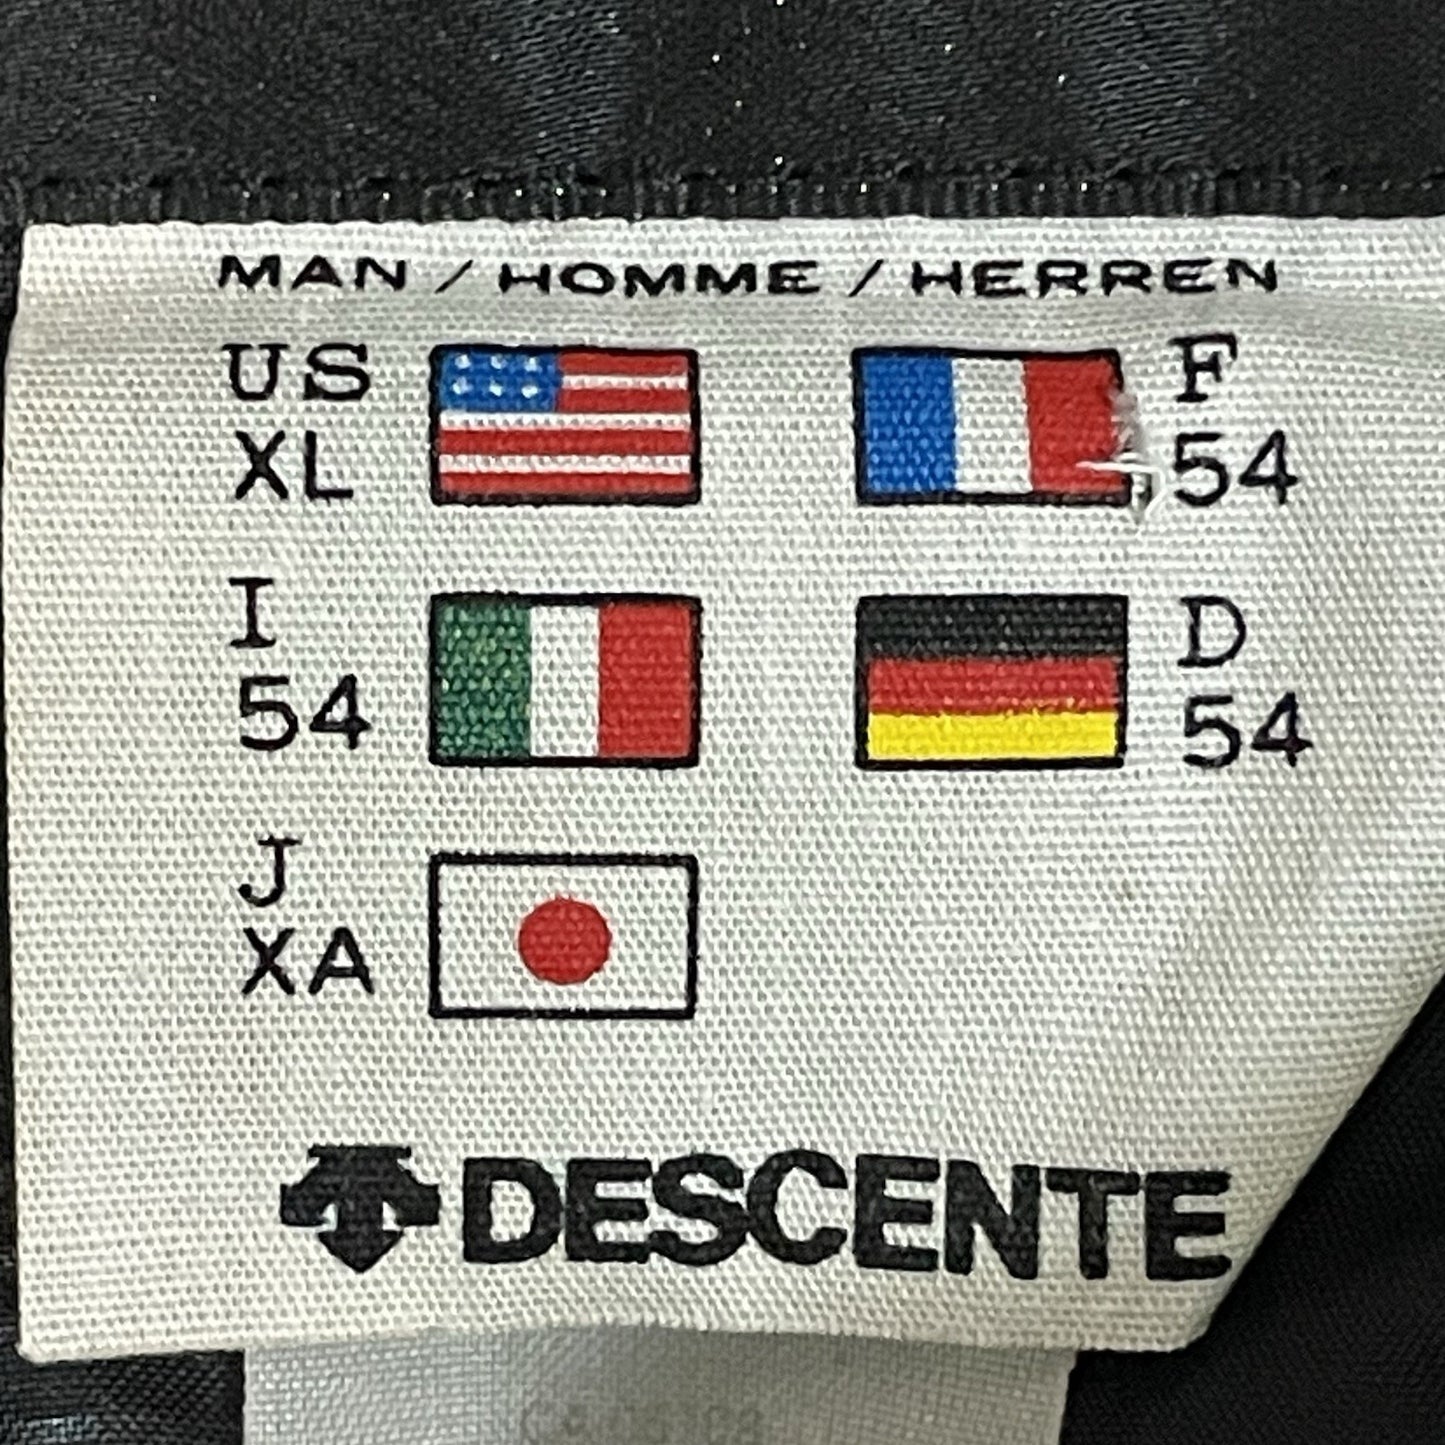 MAN / HOMME / HERREN
US F
XL 54
I D
54 54
J
XA
DESCENTE